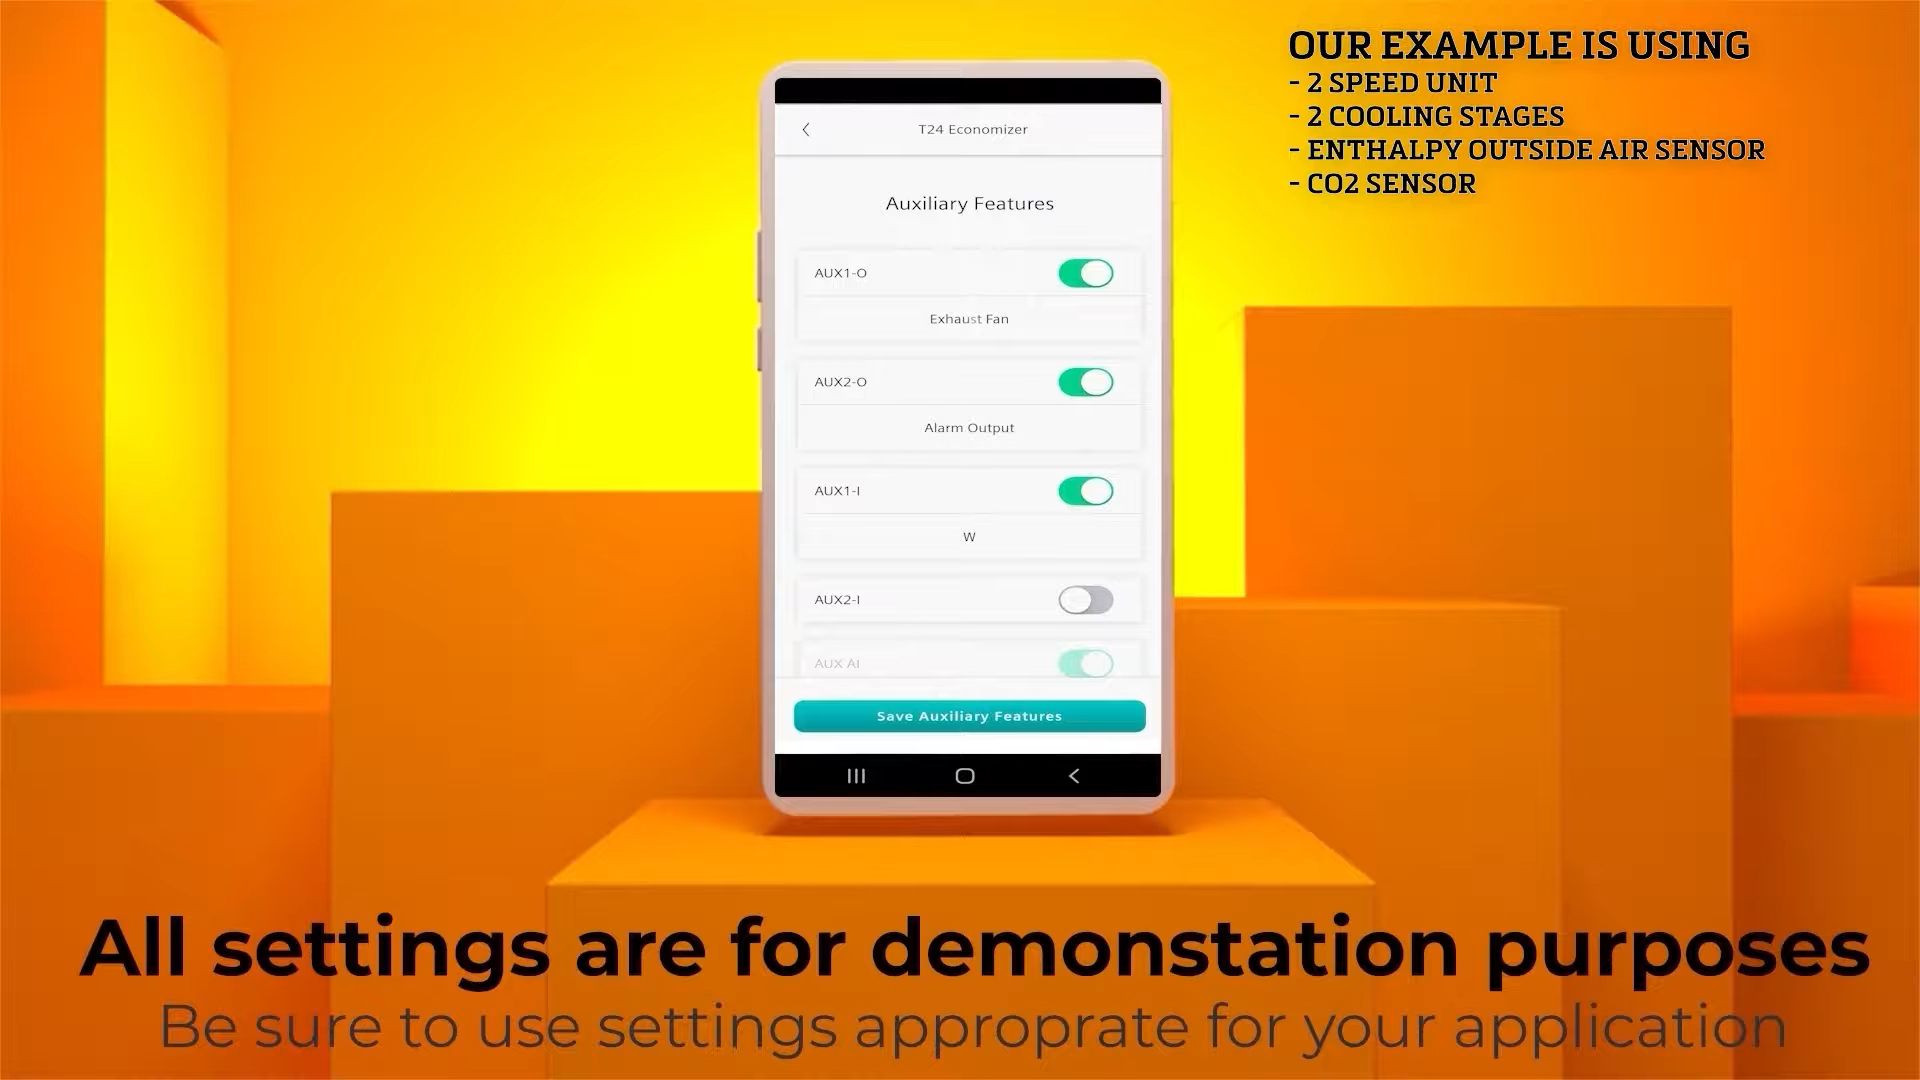 OUR EXAMPLE IS USING
- 2 SPEED UNIT
- 2 COOLING STAGES
- ENTHALPY OUTSIDE AIR SENSOR
- CO2 SENSOR
T24 Economizer
Auxiliary Features
AUX1-O
Exhaust Fan
AUX2-O
Alarm Output
AUX1-I
W
AUX2-I
AUX AI
Save Auxiliary Features
All settings are for demonstation purposes
Be sure to use settings approprate for your application